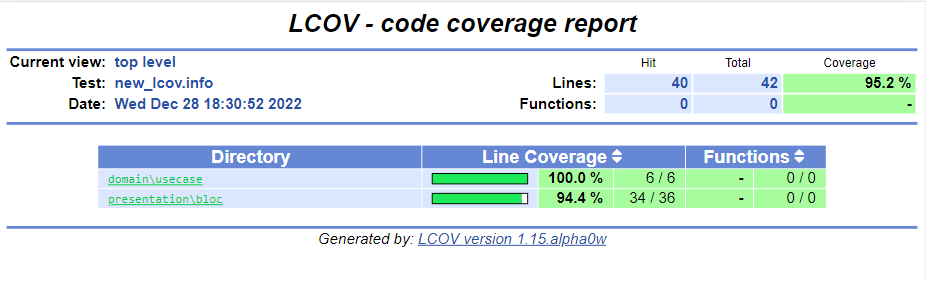 LCOV - code coverage report
Current view: top level Hit Total Coverage
Test: new_lcov.info Lines: 40 42 95.2 %
Date: Wed Dec 28 18:30:52 2022 Functions: 0 0 -
Directory Line Coverage Functions
domain\usecase 100.0 % 6 / 6 - 0 / 0
presentation\bloc 94.4 % 34 / 36 - 0 / 0
Generated by: LCOV version 1.15.alpha0w